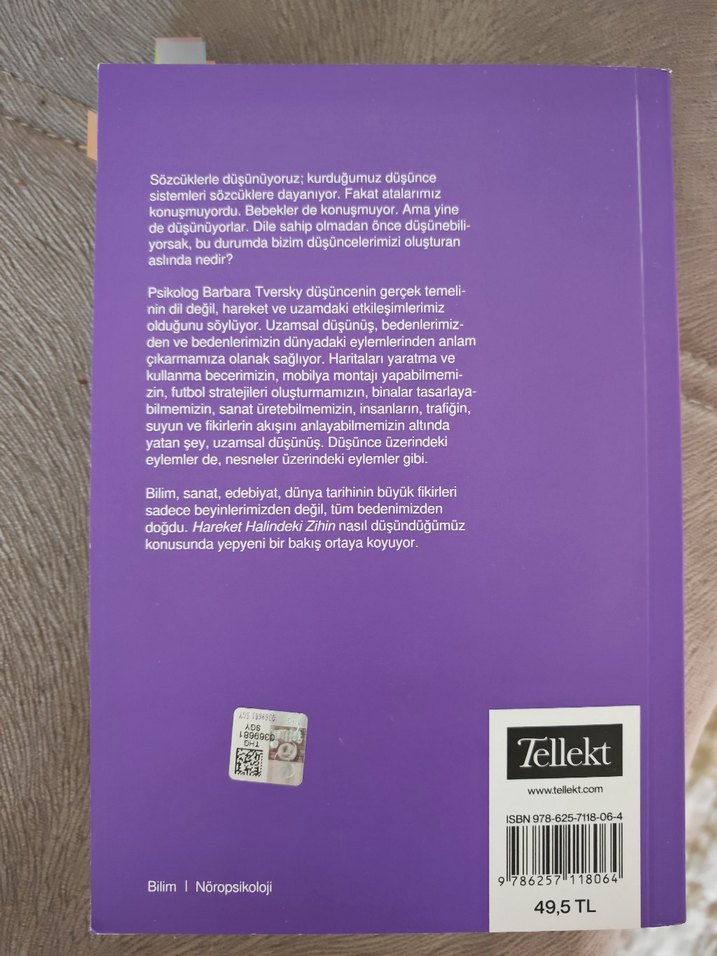 Sözcüklerle düşünüyoruz; kurduğumuz düşünce
sistemleri sözcüklere dayanıyor. Fakat atalarımız
konuşmuyordu. Bebekler de konuşmuyor. Ama yine
de düşünüyorlar. Dile sahip olmadan önce düşünebili-
yorsak, bu durumda bizim düşüncelerimizi oluşturan
aslında nedir?
Psikolog Barbara Tversky düşüncenin gerçek temeli-
nin dil değil, hareket ve uzamdaki etkileşimlerimiz
olduğunu söylüyor. Uzamsal düşünüş, bedenlerimiz-
den ve bedenlerimizin dünyadaki eylemlerinden anlam
çıkarmamıza olanak sağlıyor. Haritaları yaratma ve
kullanma becerimizin, mobilya montajı yapabilmemi-
zin, futbol stratejileri oluşturmamızın, binalar tasarlaya-
bilmemizin, sanat üretebilmemizin, insanların, trafiğin,
suyun ve fikirlerin akışını anlayabilmemizin altında
yatan şey, uzamsal düşünüş. Düşünce üzerindeki
eylemler de, nesneler üzerindeki eylemler gibi.
Bilim, sanat, edebiyat, dünya tarihinin büyük fikirleri
sadece beyinlerimizden değil, tüm bedenimizden
doğdu. Hareket Halindeki Zihin nasıl düşündüğümüz
konusunda yepyeni bir bakış ortaya koyuyor.
THG
0369681
SGY
Tellekt
www.tellekt.com
ISBN 978-625-7118-06-4
9 786257 118064
49,5 TL
Bilim | Nöropsikoloji